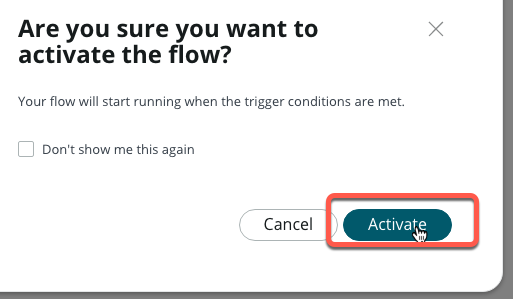 Are you sure you want to
activate the flow?
Your flow will start running when the trigger conditions are met.
Don't show me this again
Cancel
Activate